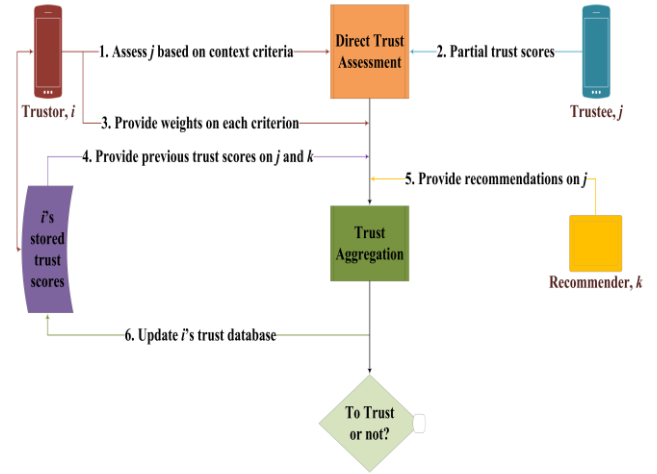 1. Assess j based on context criteria
Direct Trust
Assessment
2. Partial trust scores
Trustor, i
Trustee, j
3. Provide weights on each criterion
4. Provide previous trust scores on j and k
5. Provide recommendations on j
i's
stored
trust
scores
Trust
Aggregation
Recommender, k
6. Update i's trust database
To Trust
or not?